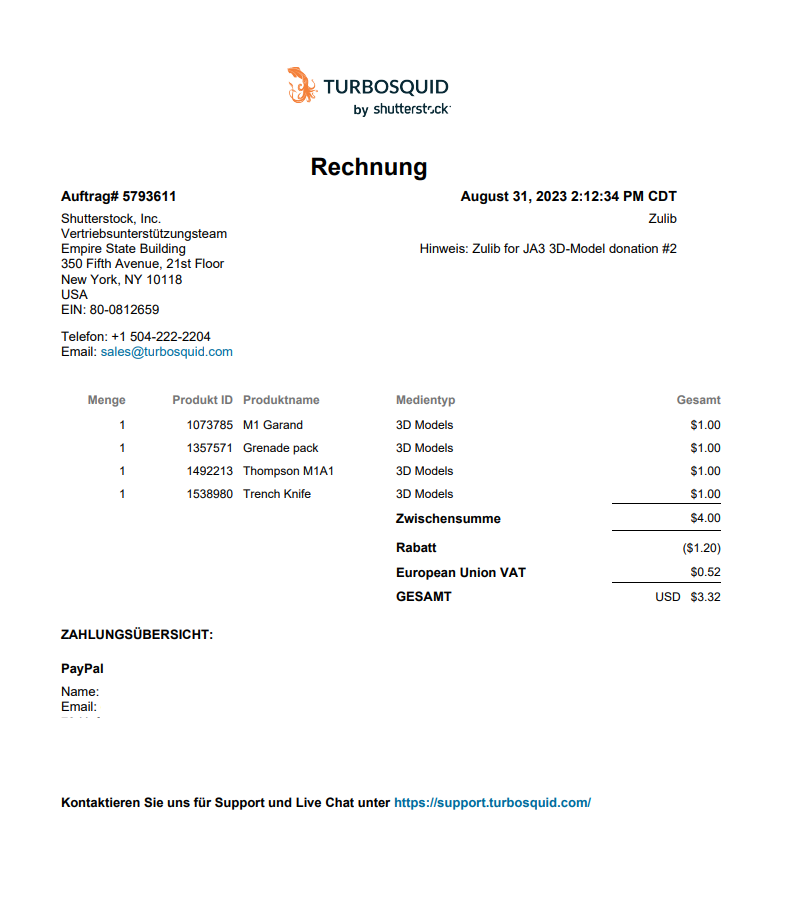 TURBOSQUID
by shutterstock
Rechnung
Auftrag# 5793611
August 31, 2023 2:12:34 PM CDT
Shutterstock, Inc.
Zulib
Vertriebsunterstützungsteam
Empire State Building
Hinweis: Zulib for JA3 3D-Model donation #2
350 Fifth Avenue, 21st Floor
New York, NY 10118
USA
EIN: 80-0812659
Telefon: +1 504-222-2204
Email: sales@turbosquid.com
Menge Produkt ID Produktname Medientyp Gesamt
1 1073785 M1 Garand 3D Models $1.00
1 1357571 Grenade pack 3D Models $1.00
1 1492213 Thompson M1A1 3D Models $1.00
1 1538980 Trench Knife 3D Models $1.00
Zwischensumme $4.00
Rabatt ($1.20)
European Union VAT $0.52
GESAMT USD $3.32
ZAHLUNGSÜBERSICHT:
PayPal
Name:
Email:
Kontaktieren Sie uns für Support und Live Chat unter https://support.turbosquid.com/